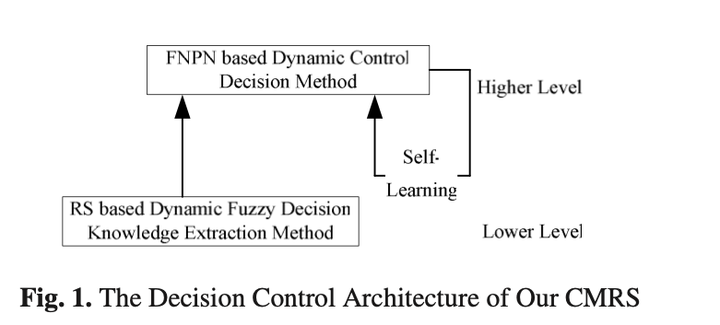 FNPN based Dynamic Control
Decision Method
Higher Level
Self-
Learning
RS based Dynamic Fuzzy Decision
Knowledge Extraction Method
Lower Level
Fig. 1. The Decision Control Architecture of Our CMRS